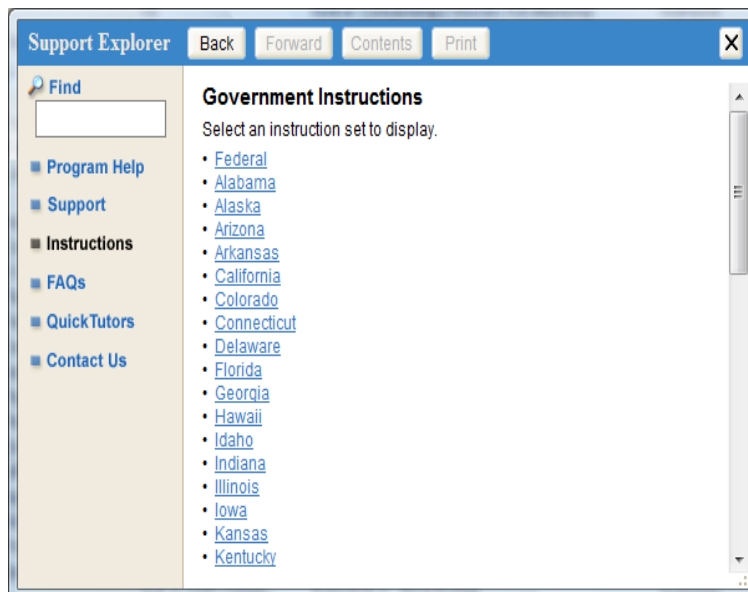 Support Explorer Back Forward Contents Print X
Find
Program Help
Support
Instructions
FAQs
QuickTutors
Contact Us
Government Instructions
Select an instruction set to display.
• Federal
• Alabama
• Alaska
• Arizona
• Arkansas
• California
• Colorado
• Connecticut
• Delaware
• Florida
• Georgia
• Hawaii
• Idaho
• Indiana
• Illinois
• Iowa
• Kansas
• Kentucky